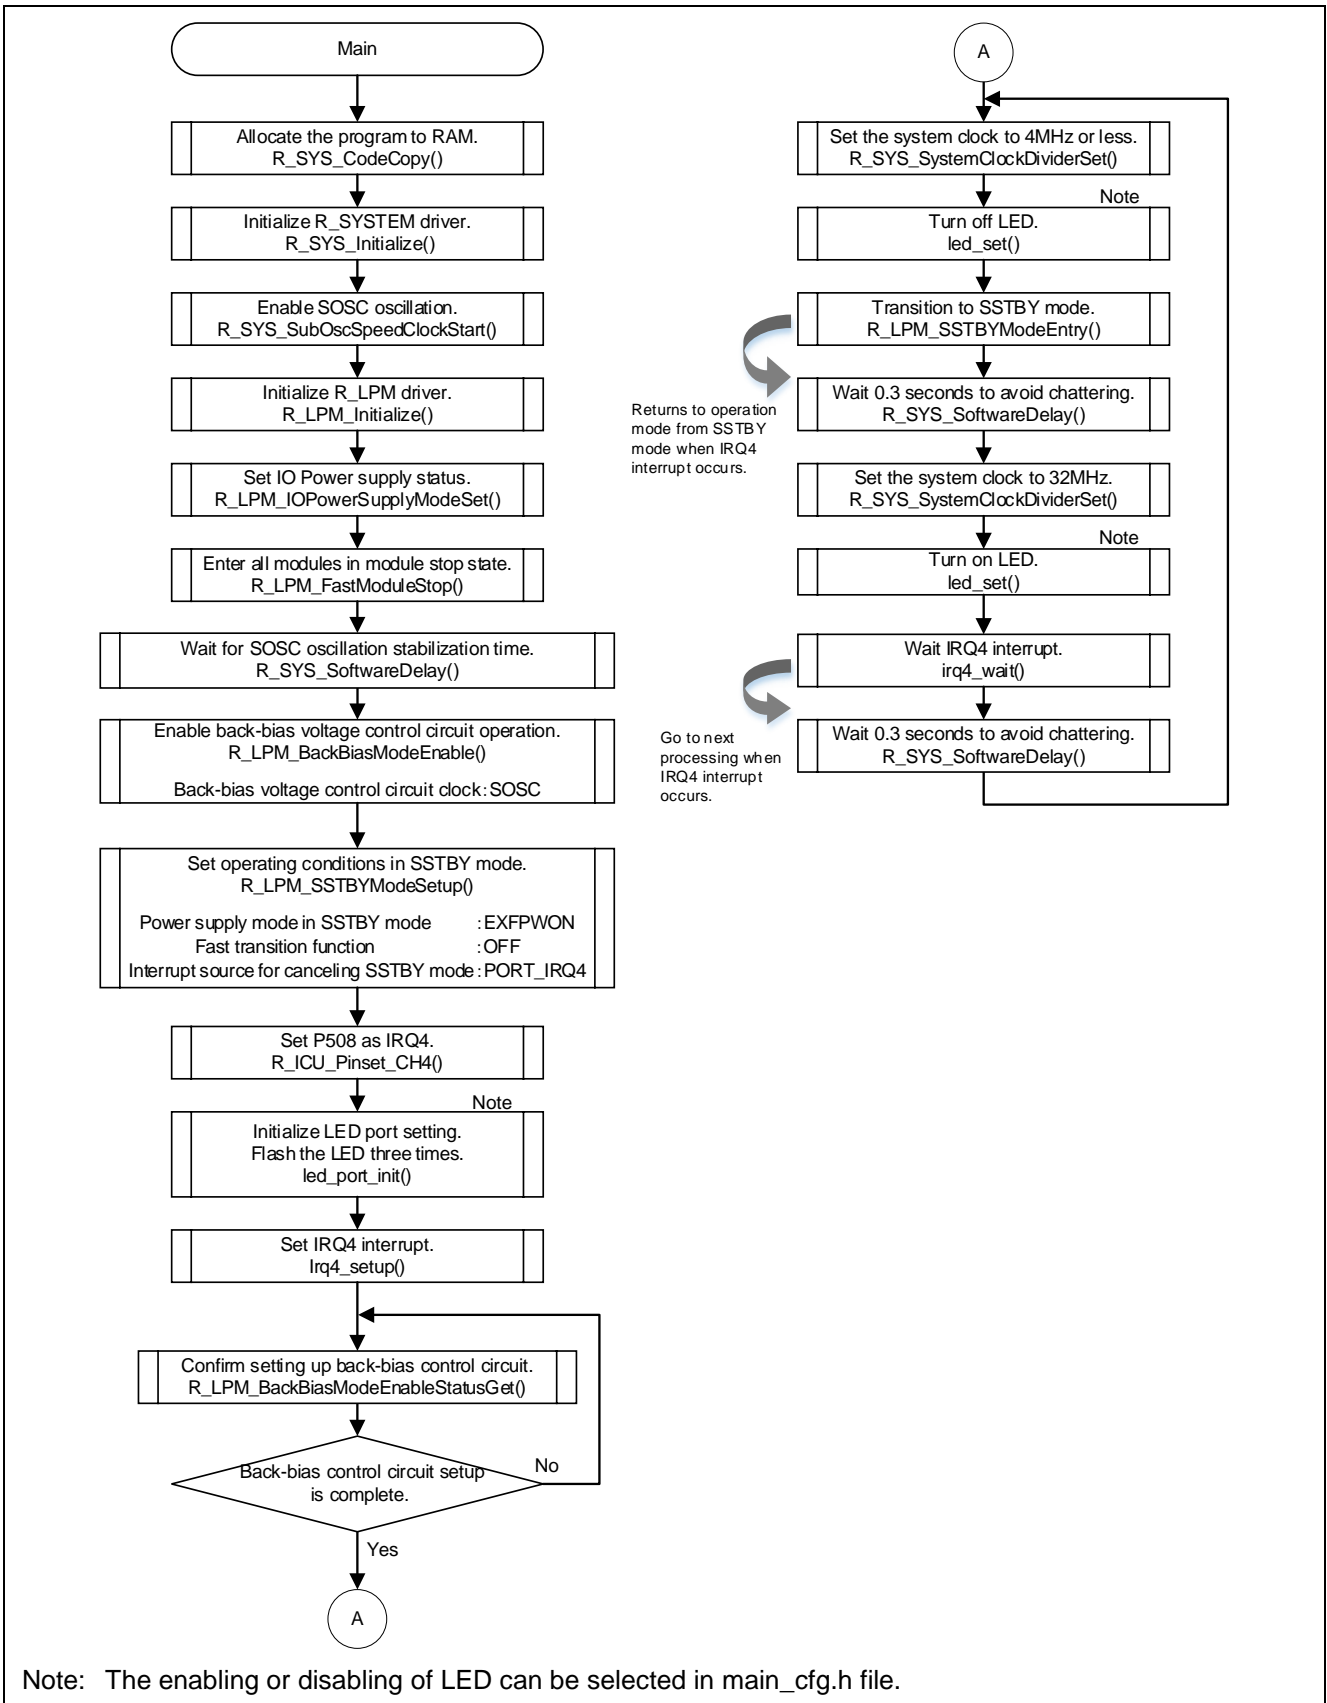 Main
Allocate the program to RAM.
R_SYS_CodeCopy()
Initialize R_SYSTEM driver.
R_SYS_Initialize()
Enable SOSC oscillation.
R_SYS_SubOscSpeedClockStart()
Initialize R_LPM driver.
R_LPM_Initialize()
Set IO Power supply status.
R_LPM_IOPowerSupplyModeSet()
Enter all modules in module stop state.
R_LPM_FastModuleStop()
Wait for SOSC oscillation stabilization time.
R_SYS_SoftwareDelay()
Enable back-bias voltage control circuit operation.
R_LPM_BackBiasModeEnable()
Back-bias voltage control circuit clock:SOSC
Set operating conditions in SSTBY mode.
R_LPM_SSTBYModeSetup()
Power supply mode in SSTBY mode :EXFPWON
Fast transition function :OFF
Interrupt source for canceling SSTBY mode:PORT_IRQ4
Set P508 as IRQ4.
R_ICU_Pinset_CH4()
Note
Initialize LED port setting.
Flash the LED three times.
led_port_init()
Set IRQ4 interrupt.
Irq4_setup()
Confirm setting up back-bias control circuit.
R_LPM_BackBiasModeEnableStatusGet()
Back-bias control circuit setup
is complete.
No
Yes
A
A
Set the system clock to 4MHz or less.
R_SYS_SystemClockDividerSet()
Note
Turn off LED.
led_set()
Transition to SSTBY mode.
R_LPM_SSTBYModeEntry()
Returns to operation
mode from SSTBY
mode when IRQ4
interrupt occurs.
Wait 0.3 seconds to avoid chattering.
R_SYS_SoftwareDelay()
Set the system clock to 32MHz.
R_SYS_SystemClockDividerSet()
Note
Turn on LED.
led_set()
Wait IRQ4 interrupt.
irq4_wait()
Go to next
processing when
IRQ4 interrupt
occurs.
Wait 0.3 seconds to avoid chattering.
R_SYS_SoftwareDelay()
Note: The enabling or disabling of LED can be selected in main_cfg.h file.